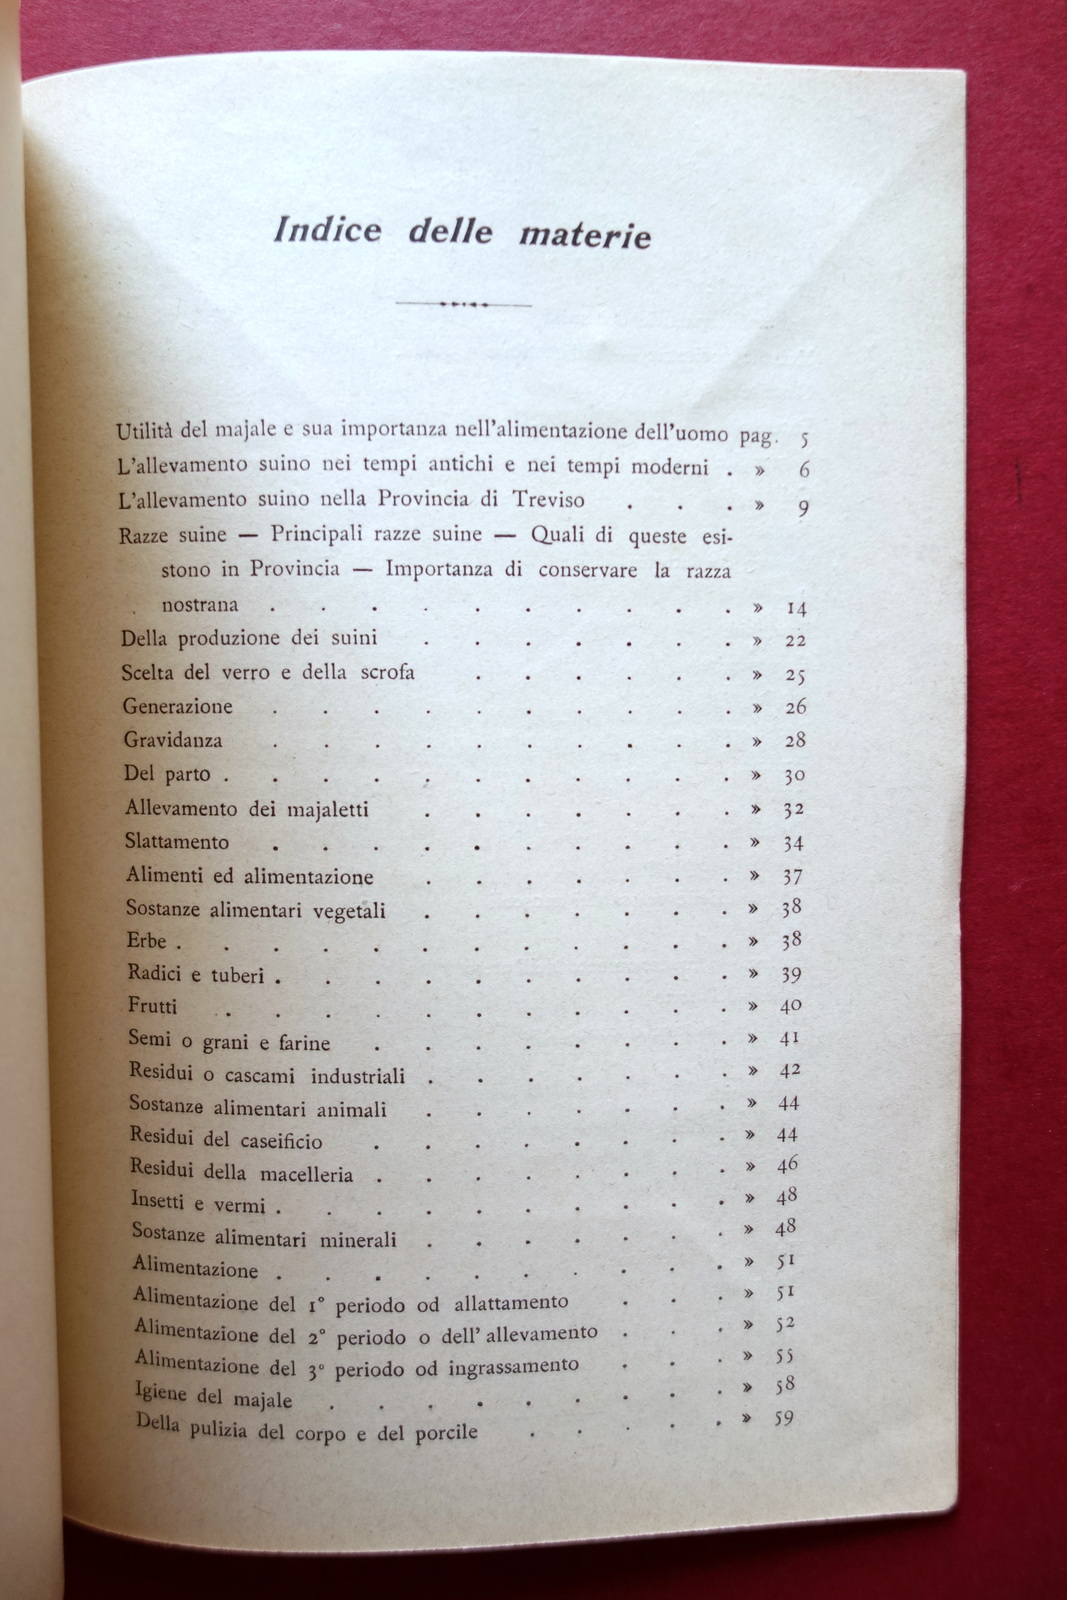 Indice delle materie
Utilità del majale e sua importanza nell'alimentazione dell'uomo pag. 5
L'allevamento suino nei tempi antichi e nei tempi moderni . » 6
L'allevamento suino nella Provincia di Treviso . . . » 9
Razze suine — Principali razze suine — Quali di queste esi-
stono in Provincia — Importanza di conservare la razza
nostrana . . . . . . . . . . » 14
Della produzione dei suini . . . . . . . » 22
Scelta del verro e della scrofa . . . . . . » 25
Generazione . . . . . . . . . . » 26
Gravidanza . . . . . . . . . . » 28
Del parto . . . . . . . . . . . » 30
Allevamento dei majaletti . . . . . . . » 32
Slattamento . . . . . . . . . . » 34
Alimenti ed alimentazione . . . . . . . » 37
Sostanze alimentari vegetali . . . . . . . » 38
Erbe . . . . . . . . . . . . » 38
Radici e tuberi . . . . . . . . . . » 39
Frutti . . . . . . . . . . . » 40
Semi o grani e farine . . . . . . . . » 41
Residui o cascami industriali . . . . . . . » 42
Sostanze alimentari animali . . . . . . . » 44
Residui del caseificio . . . . . . . . » 44
Residui della macelleria . . . . . . . . » 46
Insetti e vermi . . . . . . . . . . » 48
Sostanze alimentari minerali . . . . . . . » 48
Alimentazione . . . . . . . . . . » 51
Alimentazione del 1° periodo od allattamento . . . » 51
Alimentazione del 2° periodo o dell'allevamento . . . » 52
Alimentazione del 3° periodo od ingrassamento . . . » 55
Igiene del majale . . . . . . . . . » 58
Della pulizia del corpo e del porcile . . . . . » 59